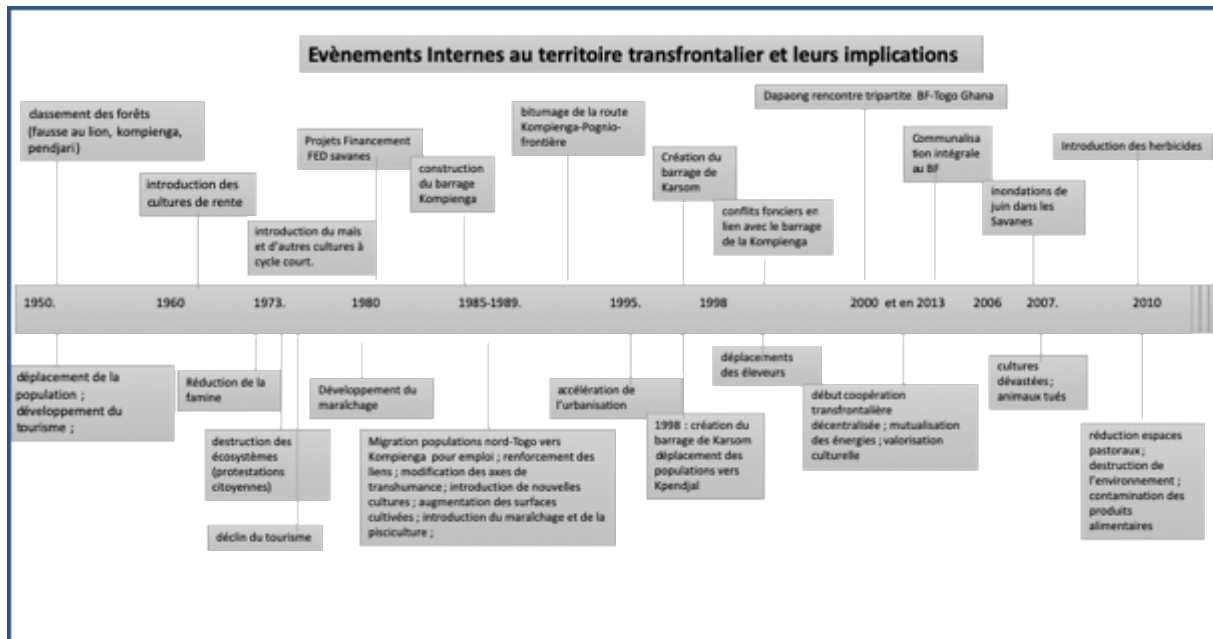 Evènements Internes au territoire transfrontalier et leurs implications
classement des forêts
(fausse au lion, kompienga,
pendjari)
introduction des
cultures de rente
introduction du maïs
et d'autres cultures à
cycle court.
Projets Financement
FED savanes
construction
du barrage
Kompienga
bitumage de la route
Kompienga-Pognio-
frontière
Création du
barrage de
Karsom
conflits fonciers en
lien avec le barrage
de la Kompienga
Dapaong rencontre tripartite BF-Togo Ghana
Communalisa
tion intégrale
au BF
inondations de
juin dans les
Savanes
Introduction des herbicides
1950. 1960 1973. 1980 1985-1989. 1995. 1998 2000 et en 2013 2006 2007. 2010
déplacement de la
population ;
développement du
tourisme ;
Réduction de la
famine
destruction des
écosystèmes
(protestations
citoyennes)
déclin du tourisme
Développement du
maraîchage
Migration populations nord-Togo vers
Kompienga pour emploi ; renforcement des
liens ; modification des axes de
transhumance ; introduction de nouvelles
cultures ; augmentation des surfaces
cultivées ; introduction du maraîchage et de la
pisciculture ;
accélération de
l'urbanisation
1998 : création du
barrage de Karsom
déplacement des
populations vers
Kpendjal
déplacements
des éleveurs
début coopération
transfrontalière
décentralisée ; mutualisation
des énergies ; valorisation
culturelle
cultures
dévastées ;
animaux tués
réduction espaces
pastoraux ;
destruction de
l'environnement ;
contamination des
produits
alimentaires